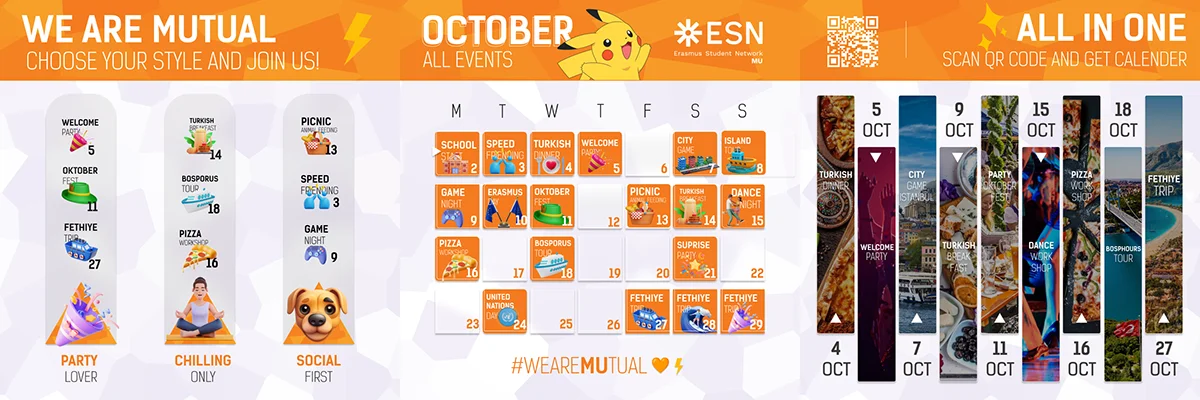 WE ARE MUTUAL
CHOOSE YOUR STYLE AND JOIN US!
WELCOME
PARTY
5
OKTOBER
FEST
11
FETHIYE
TRIP
27
PARTY
LOVER
TURKISH
BREAKFAST
14
BOSPORUS
TOUR
18
PIZZA
WORKSHOP
16
CHILLING
ONLY
PICNIC
ANIMAL FEEDING
13
SPEED
FRIENDING
3
GAME
NIGHT
9
SOCIAL
FIRST
OCTOBER
ALL EVENTS
ESN
Erasmus Student Network
MU
M T W T F S S
SCHOOL
2
SPEED
FRIENDING
3
TURKISH
DINNER
4
WELCOME
PARTY
5
6
CITY
GAME
7
ISLAND
TOUR
8
GAME
NIGHT
9
ERASMUS
DAY
10
OKTOBER
FEST
11
12
PICNIC
ANIMAL FEEDING
13
TURKISH
BREAKFAST
14
DANCE
NIGHT
15
PIZZA
WORKSHOP
16
17
BOSPORUS
TOUR
18
19
20
SUPRISE
PARTY
21
22
23
UNITED
NATIONS
DAY
24
25
26
FETHIYE
TRIP
27
FETHIYE
TRIP
28
FETHIYE
TRIP
29
#WEAREMUTUAL
ALL IN ONE
SCAN QR CODE AND GET CALENDER
TURKISH
DINNER
4
OCT
5
OCT
WELCOME
PARTY
CITY
GAME
ISTANBUL
7
OCT
9
OCT
TURKISH
BREAK
FAST
PARTY
OKTOBER
FEST
11
OCT
15
OCT
DANCE
WORK
SHOP
PIZZA
WORK
SHOP
16
OCT
18
OCT
BOSPHOURS
TOUR
FETHIYE
TRIP
27
OCT